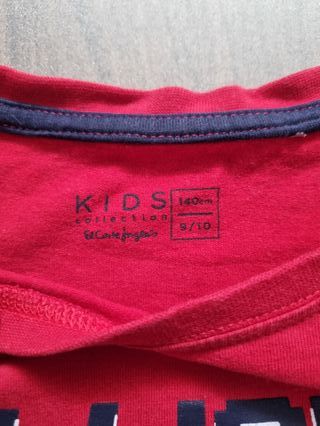 KIDS
collection
El Corte Inglés
140cm
9/10